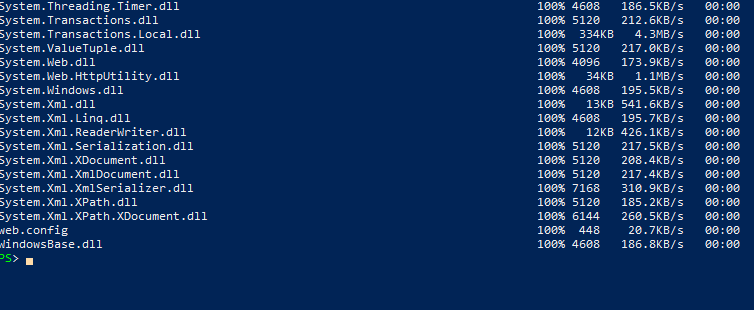 System.Threading.Timer.dll 100% 4608 186.5KB/s 00:00
System.Transactions.dll 100% 5120 212.6KB/s 00:00
System.Transactions.Local.dll 100% 334KB 4.3MB/s 00:00
System.ValueTuple.dll 100% 5120 217.0KB/s 00:00
System.Web.dll 100% 4096 173.9KB/s 00:00
System.Web.HttpUtility.dll 100% 34KB 1.1MB/s 00:00
System.Windows.dll 100% 4608 195.5KB/s 00:00
System.Xml.dll 100% 13KB 541.6KB/s 00:00
System.Xml.Linq.dll 100% 4608 195.7KB/s 00:00
System.Xml.ReaderWriter.dll 100% 12KB 426.1KB/s 00:00
System.Xml.Serialization.dll 100% 5120 217.5KB/s 00:00
System.Xml.XDocument.dll 100% 5120 208.4KB/s 00:00
System.Xml.XmlDocument.dll 100% 5120 217.4KB/s 00:00
System.Xml.XmlSerializer.dll 100% 7168 310.9KB/s 00:00
System.Xml.XPath.dll 100% 5120 185.2KB/s 00:00
System.Xml.XPath.XDocument.dll 100% 6144 260.5KB/s 00:00
web.config 100% 448 20.7KB/s 00:00
WindowsBase.dll 100% 4608 186.8KB/s 00:00
PS>